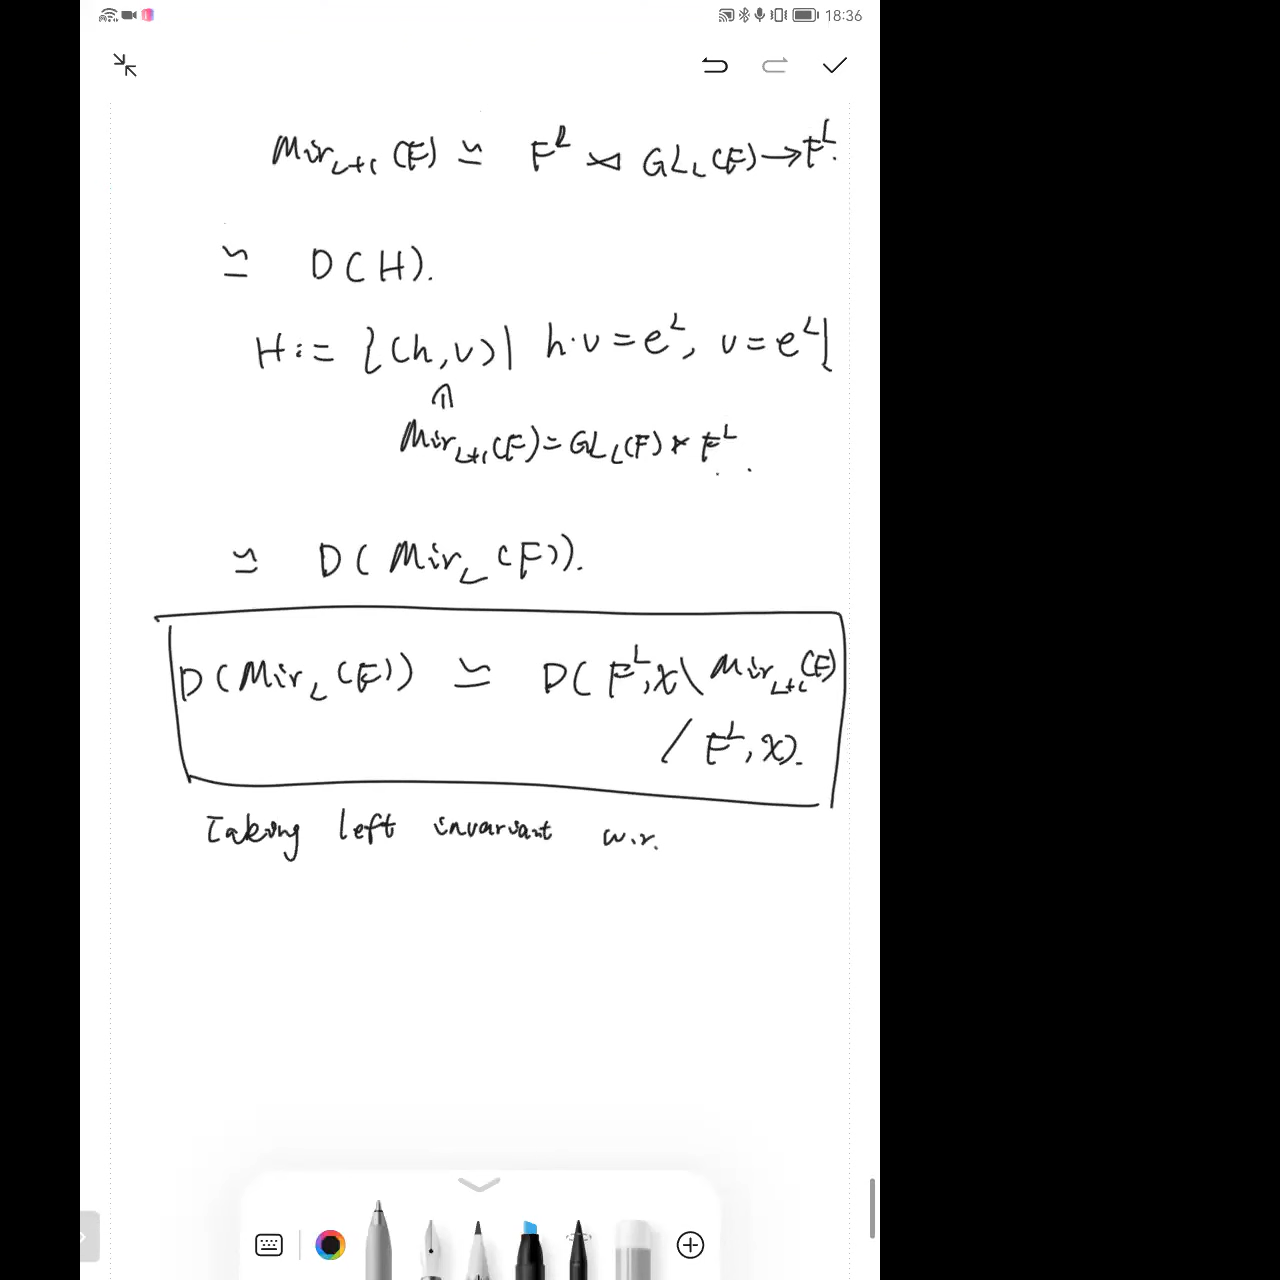 18:36
Mir_{L+1}(F) ≃ F^L ⋊ GL_L(F) → F^L.
≃ D(H).
H := {(h,v) | h·v = e^L, v = e^L}
∈
Mir_{L+1}(F) = GL_L(F) ⋉ F^L
≃ D(Mir_L(F)).
D(Mir_L(F)) ≃ D(F^L,χ \ Mir_{L+1}(F)
/ F^L,χ).
Taking left invariant w.r.